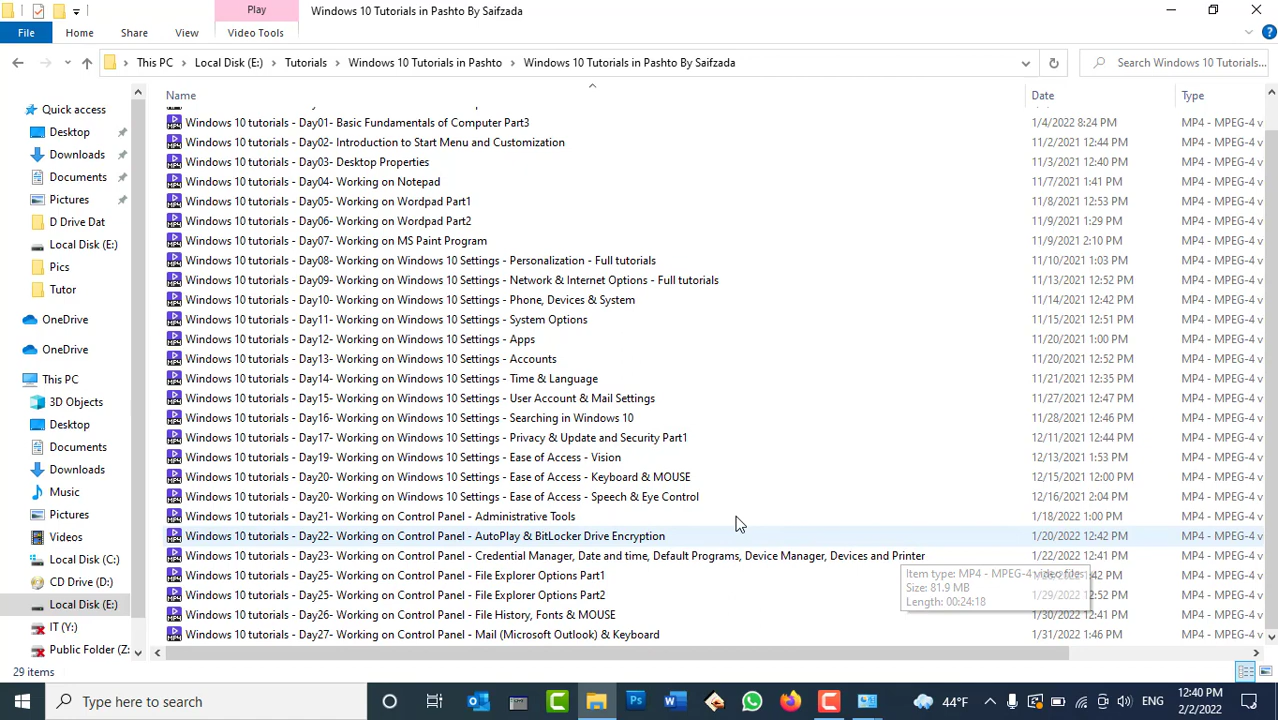 Play
Windows 10 Tutorials in Pashto By Saifzada
File Home Share View Video Tools
This PC Local Disk (E:) Tutorials Windows 10 Tutorials in Pashto Windows 10 Tutorials in Pashto By Saifzada Search Windows 10 Tutorials...
Name Date Type
Quick access
Desktop
Downloads
Documents
Pictures
D Drive Dat
Local Disk (E:)
Pics
Tutor
OneDrive
OneDrive
This PC
3D Objects
Desktop
Documents
Downloads
Music
Pictures
Videos
Local Disk (C:)
CD Drive (D:)
Local Disk (E:)
IT (Y:)
Public Folder (Z:
Windows 10 tutorials - Day01- Basic Fundamentals of Computer Part3 1/4/2022 8:24 PM MP4 - MPEG-4 v
Windows 10 tutorials - Day02- Introduction to Start Menu and Customization 11/2/2021 12:44 PM MP4 - MPEG-4 v
Windows 10 tutorials - Day03- Desktop Properties 11/3/2021 12:40 PM MP4 - MPEG-4 v
Windows 10 tutorials - Day04- Working on Notepad 11/7/2021 1:41 PM MP4 - MPEG-4 v
Windows 10 tutorials - Day05- Working on Wordpad Part1 11/8/2021 12:53 PM MP4 - MPEG-4 v
Windows 10 tutorials - Day06- Working on Wordpad Part2 11/9/2021 1:29 PM MP4 - MPEG-4 v
Windows 10 tutorials - Day07- Working on MS Paint Program 11/9/2021 2:10 PM MP4 - MPEG-4 v
Windows 10 tutorials - Day08- Working on Windows 10 Settings - Personalization - Full tutorials 11/10/2021 1:03 PM MP4 - MPEG-4 v
Windows 10 tutorials - Day09- Working on Windows 10 Settings - Network & Internet Options - Full tutorials 11/13/2021 12:52 PM MP4 - MPEG-4 v
Windows 10 tutorials - Day10- Working on Windows 10 Settings - Phone, Devices & System 11/14/2021 12:42 PM MP4 - MPEG-4 v
Windows 10 tutorials - Day11- Working on Windows 10 Settings - System Options 11/15/2021 12:51 PM MP4 - MPEG-4 v
Windows 10 tutorials - Day12- Working on Windows 10 Settings - Apps 11/20/2021 1:03 PM MP4 - MPEG-4 v
Windows 10 tutorials - Day13- Working on Windows 10 Settings - Accounts 11/20/2021 12:52 PM MP4 - MPEG-4 v
Windows 10 tutorials - Day14- Working on Windows 10 Settings - Time & Language 11/21/2021 12:35 PM MP4 - MPEG-4 v
Windows 10 tutorials - Day15- Working on Windows 10 Settings - User Account & Mail Settings 11/27/2021 12:47 PM MP4 - MPEG-4 v
Windows 10 tutorials - Day16- Working on Windows 10 Settings - Searching in Windows 10 11/28/2021 12:46 PM MP4 - MPEG-4 v
Windows 10 tutorials - Day17- Working on Windows 10 Settings - Privacy & Update and Security Part1 12/11/2021 12:44 PM MP4 - MPEG-4 v
Windows 10 tutorials - Day19- Working on Windows 10 Settings - Ease of Access - Vision 12/13/2021 1:53 PM MP4 - MPEG-4 v
Windows 10 tutorials - Day20- Working on Windows 10 Settings - Ease of Access - Keyboard & MOUSE 12/15/2021 12:00 PM MP4 - MPEG-4 v
Windows 10 tutorials - Day20- Working on Windows 10 Settings - Ease of Access - Speech & Eye Control 12/16/2021 2:04 PM MP4 - MPEG-4 v
Windows 10 tutorials - Day21- Working on Control Panel - Administrative Tools 1/18/2022 1:00 PM MP4 - MPEG-4 v
Windows 10 tutorials - Day22- Working on Control Panel - AutoPlay & BitLocker Drive Encryption 1/20/2022 12:42 PM MP4 - MPEG-4 v
Windows 10 tutorials - Day23- Working on Control Panel - Credential Manager, Date and time, Default Programs, Device Manager, Devices and Printer 1/22/2022 12:41 PM MP4 - MPEG-4 v
Windows 10 tutorials - Day25- Working on Control Panel - File Explorer Options Part1 :42 PM MP4 - MPEG-4 v
Windows 10 tutorials - Day25- Working on Control Panel - File Explorer Options Part2 1/29/2022 12:52 PM MP4 - MPEG-4 v
Windows 10 tutorials - Day26- Working on Control Panel - File History, Fonts & MOUSE 1/30/2022 12:41 PM MP4 - MPEG-4 v
Windows 10 tutorials - Day27- Working on Control Panel - Mail (Microsoft Outlook) & Keyboard 1/31/2022 1:46 PM MP4 - MPEG-4 v
Item type: MP4 - MPEG-4 video file
Size: 81.9 MB
Length: 00:24:18
29 items
Type here to search
44°F ENG 12:40 PM
2/2/2022